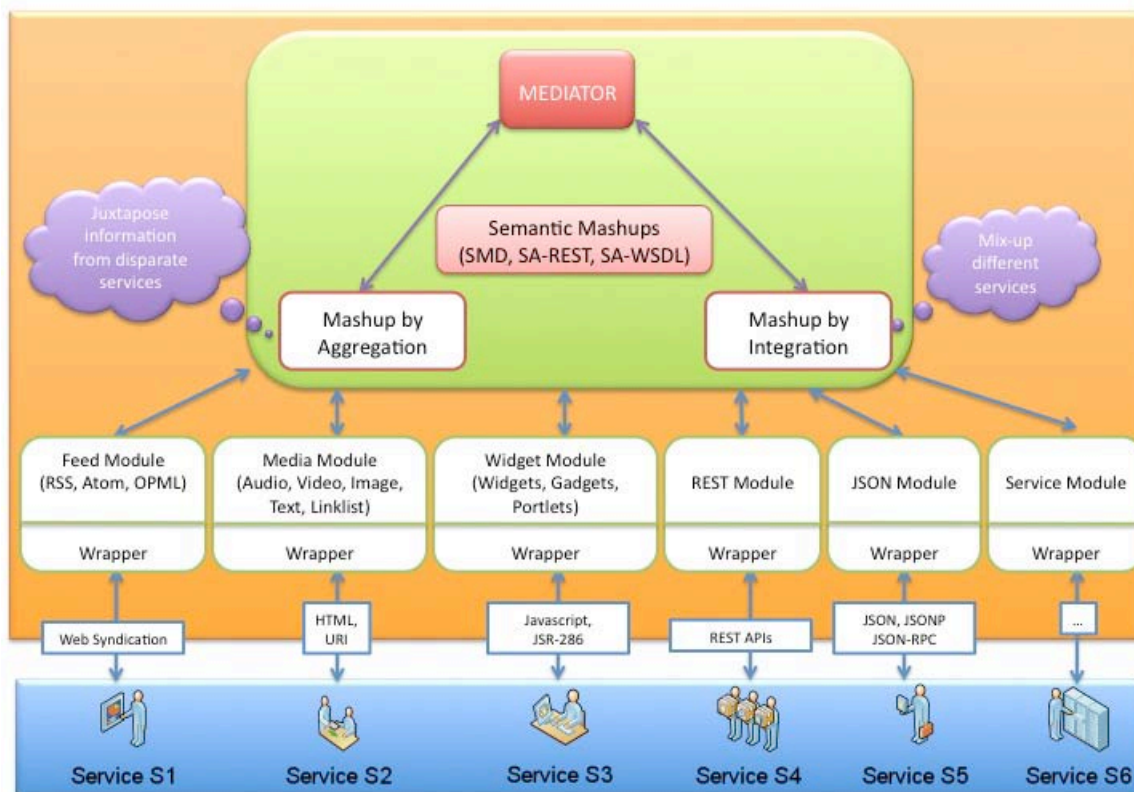 MEDIATOR
Juxtapose
information
from disparate
services
Semantic Mashups
(SMD, SA-REST, SA-WSDL)
Mix-up
different
services
Mashup by
Aggregation
Mashup by
Integration
Feed Module
(RSS, Atom, OPML)
Wrapper
Media Module
(Audio, Video, Image,
Text, Linklist)
Wrapper
Widget Module
(Widgets, Gadgets,
Portlets)
Wrapper
REST Module
Wrapper
JSON Module
Wrapper
Service Module
Wrapper
Web Syndication
HTML,
URI
Javascript,
JSR-286
REST APIs
JSON, JSONP
JSON-RPC
...
Service S1
Service S2
Service S3
Service S4
Service S5
Service S6